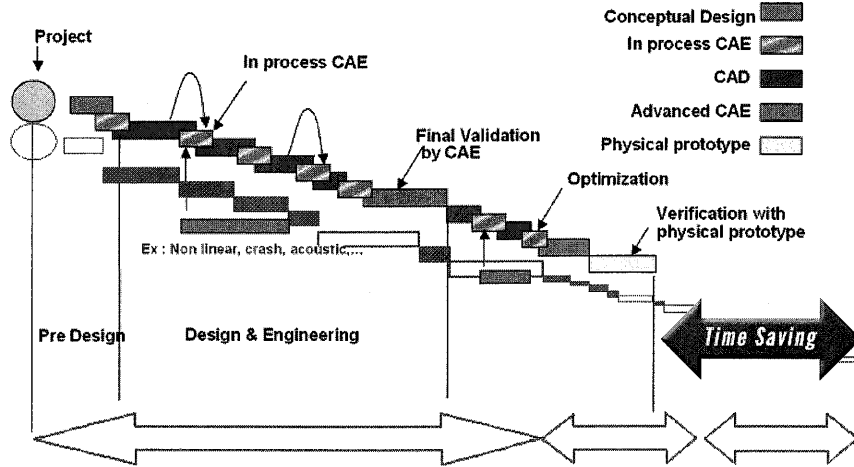 Project
In process CAE
Conceptual Design
In process CAE
CAD
Advanced CAE
Physical prototype
Final Validation
by CAE
Optimization
Verification with
physical prototype
Ex : Non linear, crash, acoustic,...
Pre Design
Design & Engineering
Time Saving